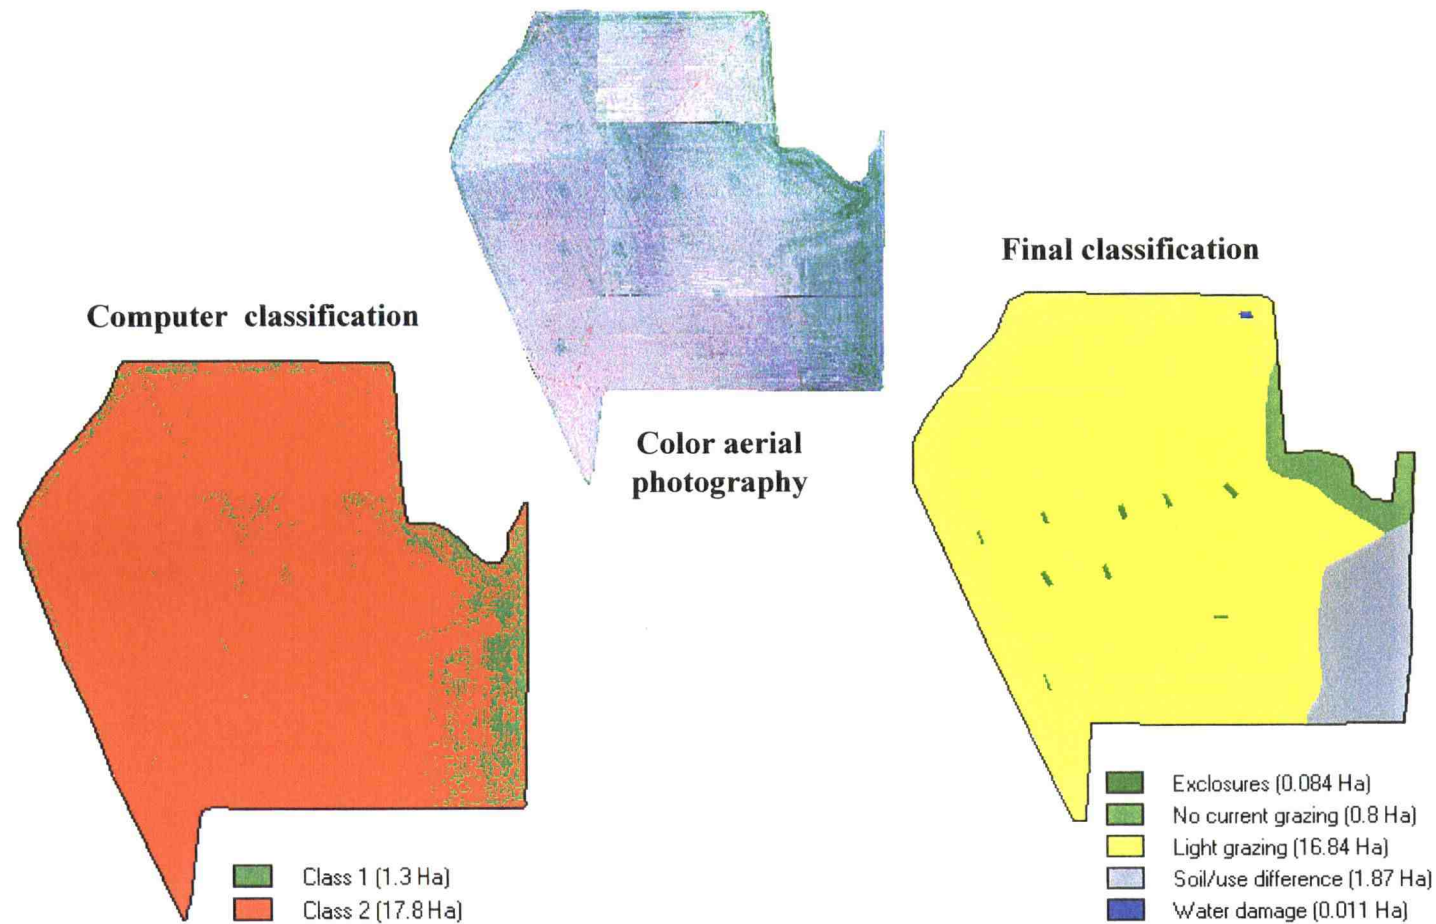 Final classification
Computer classification
Color aerial
photography
Class 1 (1.3 Ha)
Class 2 (17.8 Ha)
Exclosures (0.084 Ha)
No current grazing (0.8 Ha)
Light grazing (16.84 Ha)
Soil/use difference (1.87 Ha)
Water damage (0.011 Ha)